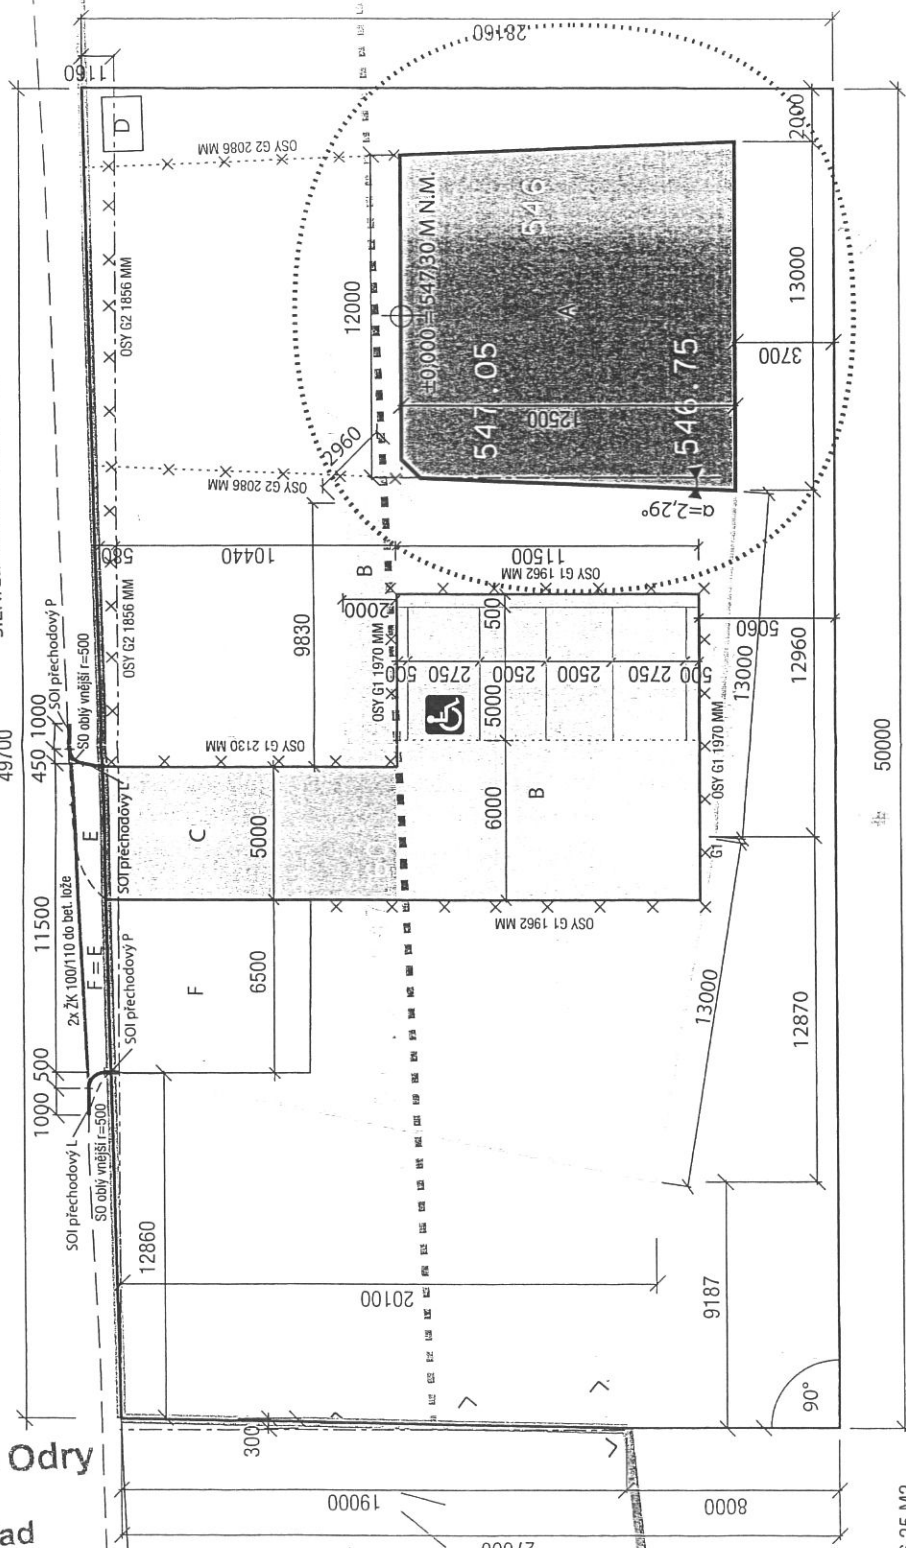 28160
1160
D
OSY G2 2086 MM
OSY G2 1856 MM
2000
±0,000 = 547/30 M N.M.
546
12000
A
13000
3700
547.05
546.75
12500
2960
α=2,29°
OSY G2 2086 MM
580
10440
11500
B
OSY G1 1962 MM
2000
500
9830
OSY G2 1856 MM
OSY G1 1970 MM
500
2750
2500
2500
2750
500
5060
13000
12960
5000
OSY G1 2130 MM
OSY G1 1970 MM
G1
50000
49700
SOI přechodový P
1000
SO oblý vnější r=500
450
E
C
5000
6000
B
SOI přechodový L
11500
2x ŽK 100/110 do bet. lože
F = E
F
6500
OSY G1 1962 MM
SOI přechodový P
13000
12870
500
1000
SOI přechodový L
SO oblý vnější r=500
12860
20100
9187
90°
300
Odry
19000
8000
ad